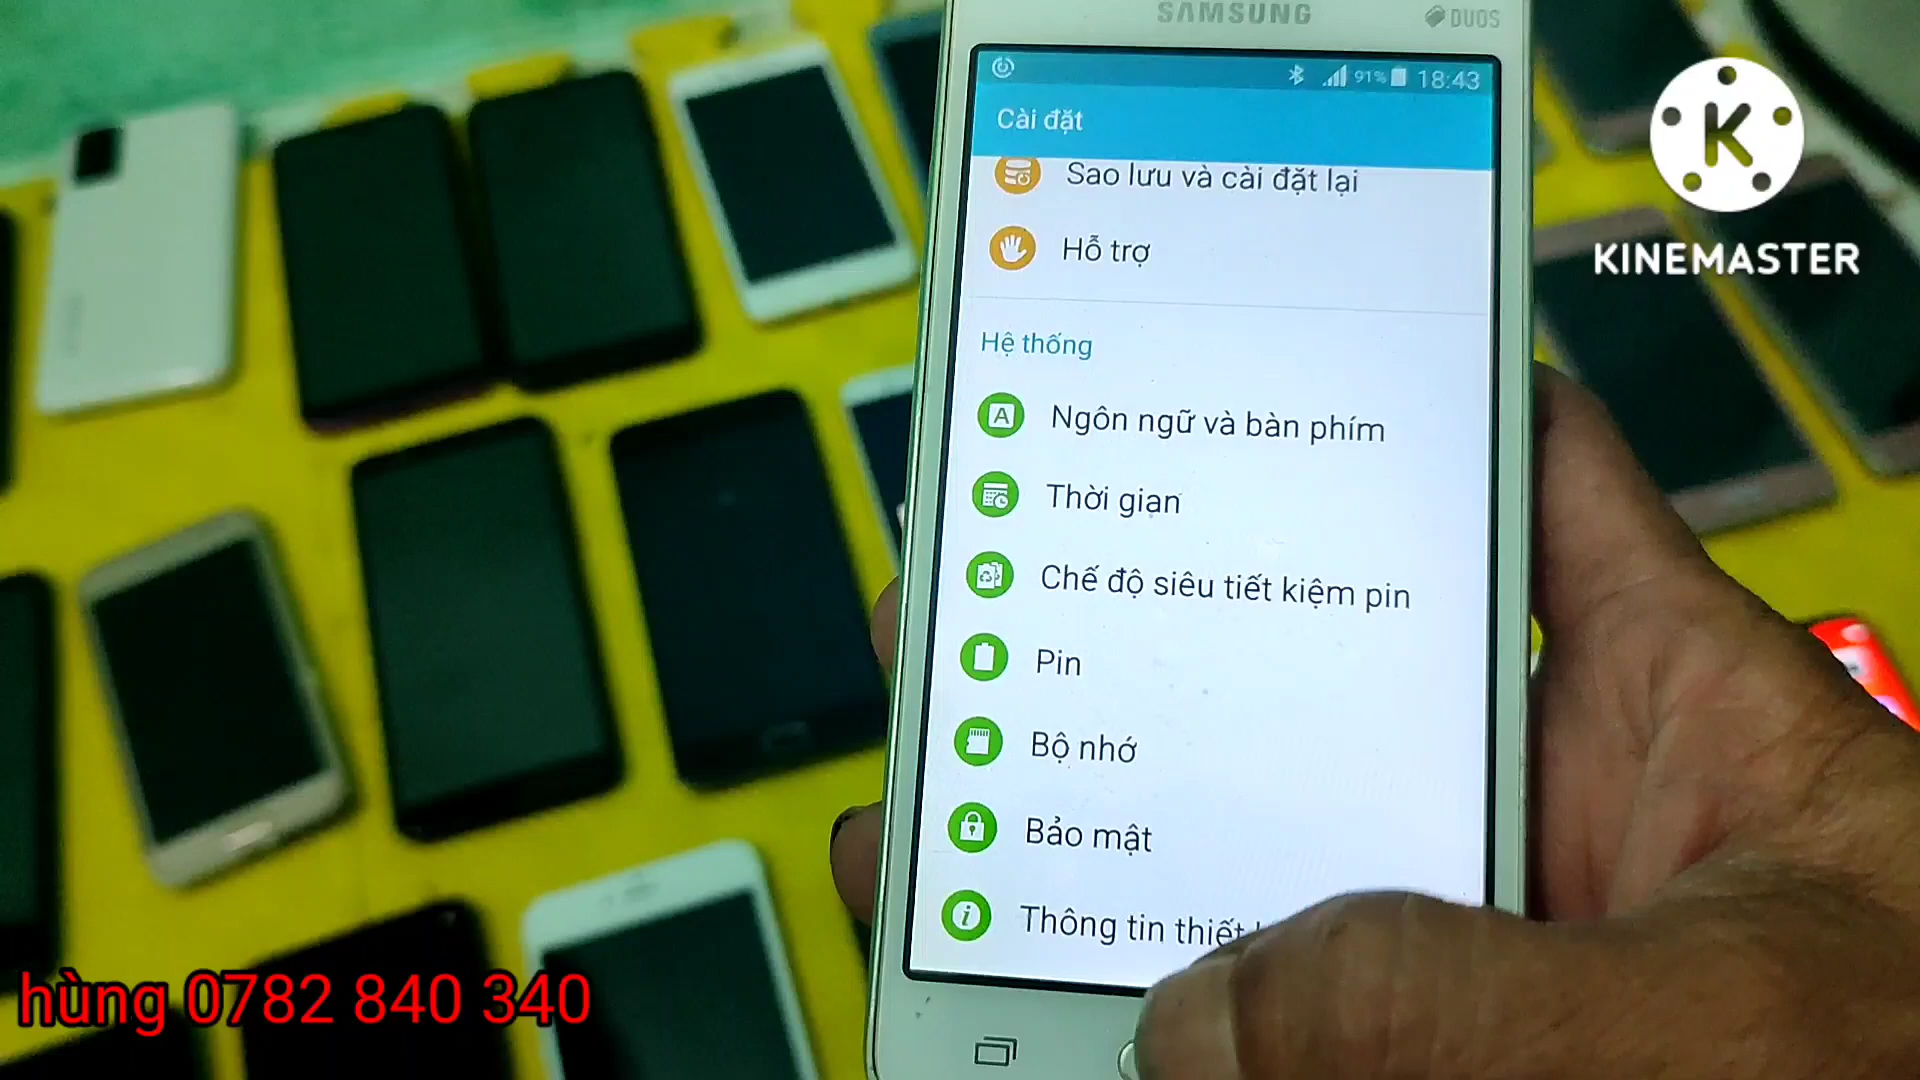 SAMSUNG
DUOS
91%
18:43
Cài đặt
Sao lưu và cài đặt lại
Hỗ trợ
Hệ thống
A
Ngôn ngữ và bàn phím
Thời gian
Chế độ siêu tiết kiệm pin
Pin
Bộ nhớ
Bảo mật
Thông tin thiết
K
KINEMASTER
hùng 0782 840 340